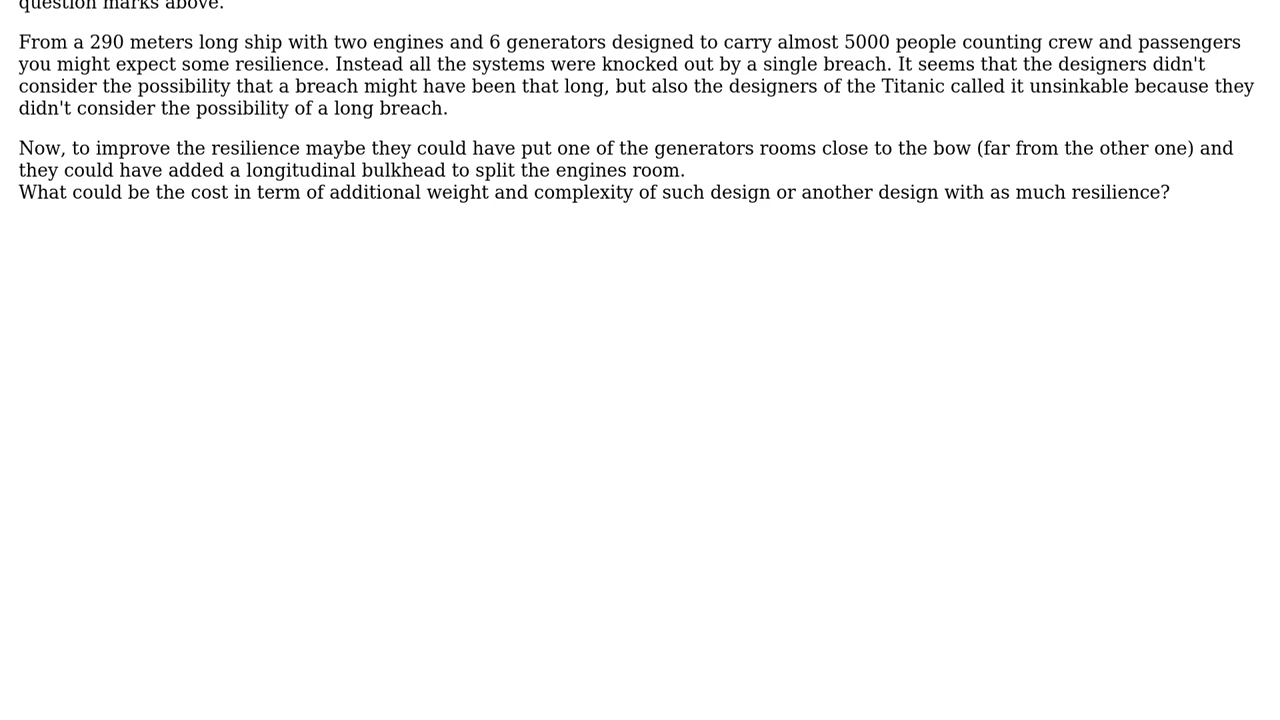 question marks above.
From a 290 meters long ship with two engines and 6 generators designed to carry almost 5000 people counting crew and passengers
you might expect some resilience. Instead all the systems were knocked out by a single breach. It seems that the designers didn't
consider the possibility that a breach might have been that long, but also the designers of the Titanic called it unsinkable because they
didn't consider the possibility of a long breach.
Now, to improve the resilience maybe they could have put one of the generators rooms close to the bow (far from the other one) and
they could have added a longitudinal bulkhead to split the engines room.
What could be the cost in term of additional weight and complexity of such design or another design with as much resilience?